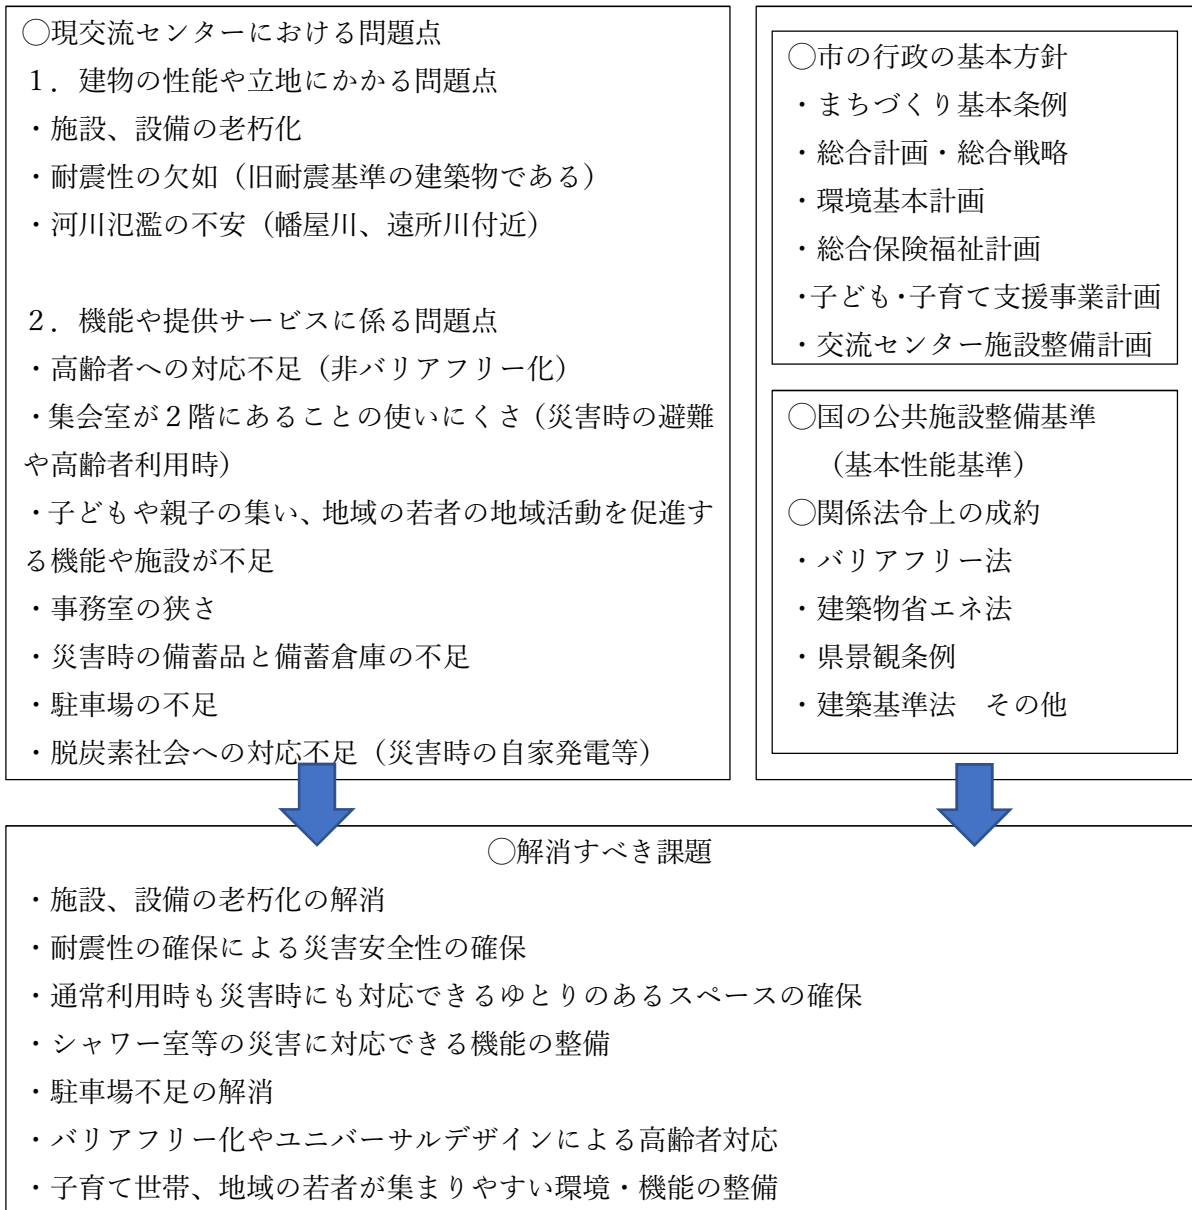 ○現交流センターにおける問題点
１．建物の性能や立地にかかる問題点
・施設、設備の老朽化
・耐震性の欠如（旧耐震基準の建築物である）
・河川氾濫の不安（幡屋川、遠所川付近）
２．機能や提供サービスに係る問題点
・高齢者への対応不足（非バリアフリー化）
・集会室が２階にあることの使いにくさ（災害時の避難
や高齢者利用時）
・子どもや親子の集い、地域の若者の地域活動を促進す
る機能や施設が不足
・事務室の狭さ
・災害時の備蓄品と備蓄倉庫の不足
・駐車場の不足
・脱炭素社会への対応不足（災害時の自家発電等）
○市の行政の基本方針
・まちづくり基本条例
・総合計画・総合戦略
・環境基本計画
・総合保険福祉計画
・子ども・子育て支援事業計画
・交流センター施設整備計画
○国の公共施設整備基準
（基本性能基準）
○関係法令上の成約
・バリアフリー法
・建築物省エネ法
・県景観条例
・建築基準法　その他
○解消すべき課題
・施設、設備の老朽化の解消
・耐震性の確保による災害安全性の確保
・通常利用時も災害時にも対応できるゆとりのあるスペースの確保
・シャワー室等の災害に対応できる機能の整備
・駐車場不足の解消
・バリアフリー化やユニバーサルデザインによる高齢者対応
・子育て世帯、地域の若者が集まりやすい環境・機能の整備